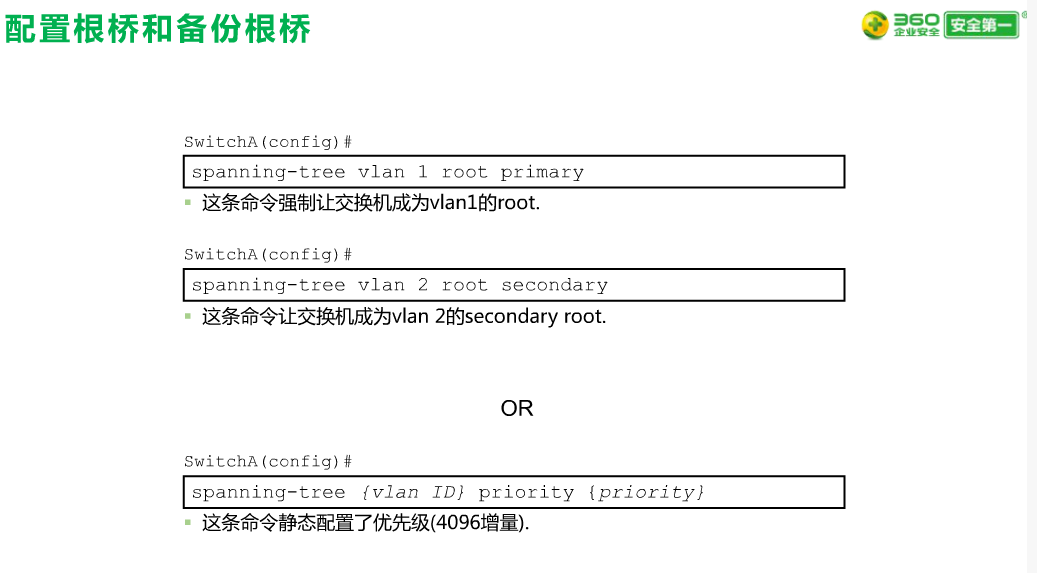 配置根桥和备份根桥
360
企业安全
安全第一
SwitchA(config)#
spanning-tree vlan 1 root primary
这条命令强制让交换机成为vlan1的root.
SwitchA(config)#
spanning-tree vlan 2 root secondary
这条命令让交换机成为vlan 2的secondary root.
OR
SwitchA(config)#
spanning-tree {vlan ID} priority {priority}
这条命令静态配置了优先级(4096增量).